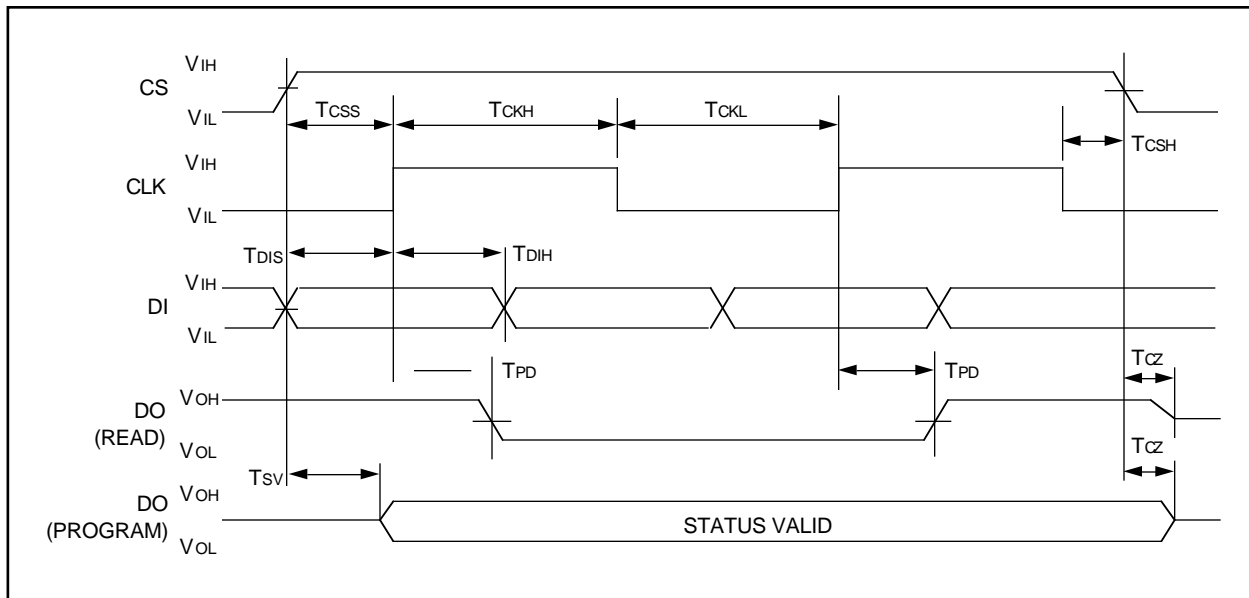 VIH
CS
VIL
TCSS
TCKH
TCKL
TCSH
VIH
CLK
VIL
TDIS
TDIH
VIH
DI
VIL
TPD
TPD
TCZ
VOH
DO
(READ)
VOL
TSV
TCZ
VOH
DO
(PROGRAM)
VOL
STATUS VALID